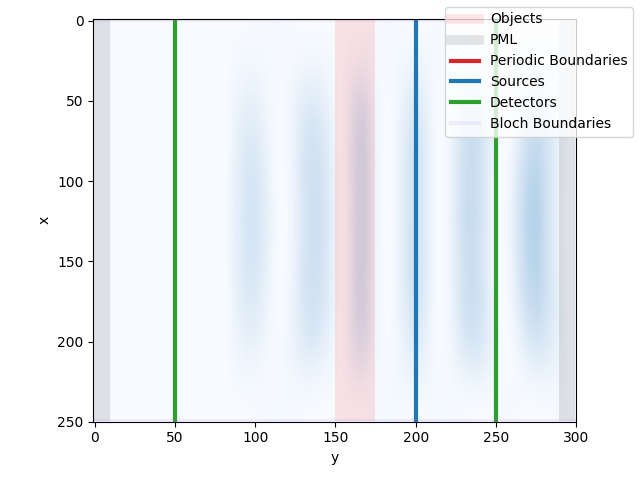 Objects
PML
Periodic Boundaries
Sources
Detectors
Bloch Boundaries
0
50
100
150
200
250
x
0 50 100 150 200 250 300
y